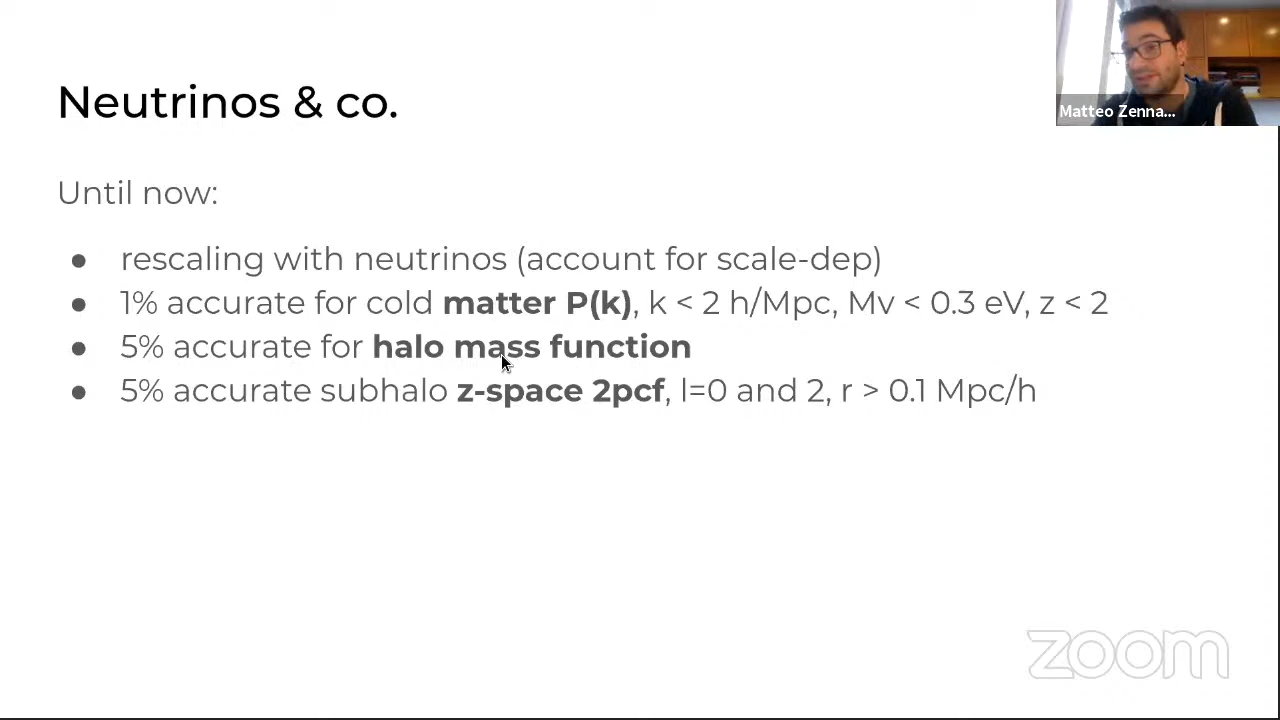 Neutrinos & co.
Matteo Zenna...
Until now:
● rescaling with neutrinos (account for scale-dep)
● 1% accurate for cold matter P(k), k < 2 h/Mpc, Mv < 0.3 eV, z < 2
● 5% accurate for halo mass function
● 5% accurate subhalo z-space 2pcf, l=0 and 2, r > 0.1 Mpc/h
zoom